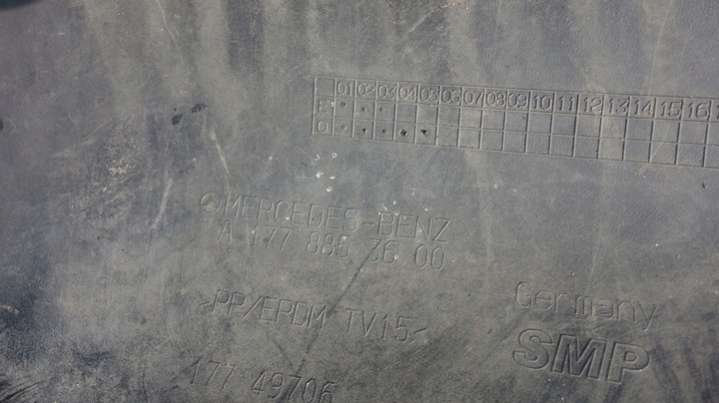 01 02 03 04 05 06 07 08 09 10 11 12 13 14 15 16
©MERCEDES-BENZ
A 177 885 36 00
>PP/EPDM TV15<
Germany
SMP
177 49706